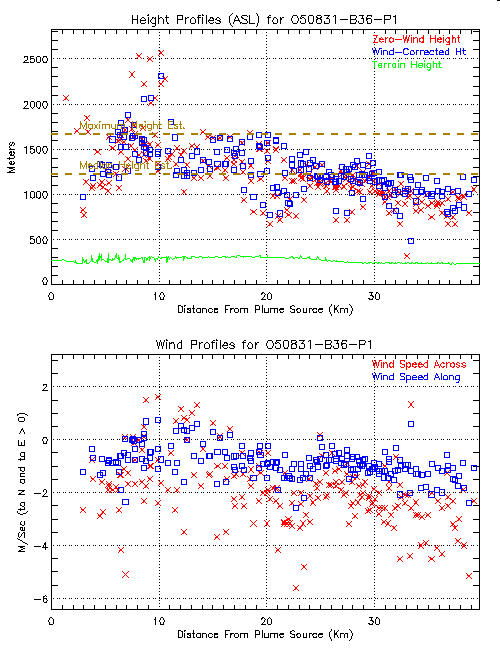 Height Profiles (ASL) for O50831-B36-P1
Zero-Wind Height
Wind-Corrected Ht
Terrain Height
2500
2000
1500
1000
500
0
Meters
Maximum Height Est.
Median Height Est.
0 10 20 30
Distance From Plume Source (Km)
Wind Profiles for O50831-B36-P1
Wind Speed Across
Wind Speed Along
2
0
-2
-4
-6
M/Sec (to N and to E > 0)
0 10 20 30
Distance From Plume Source (Km)